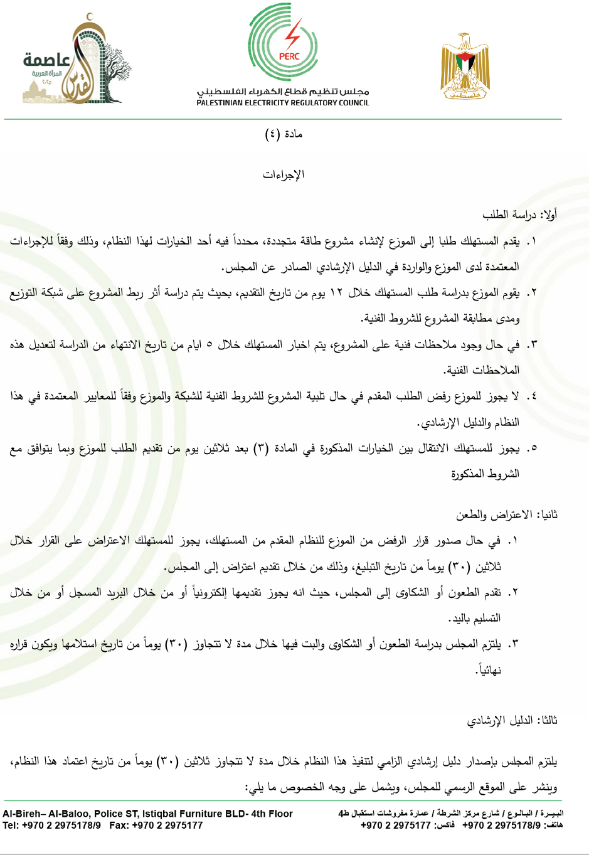 عاصمة
المرأة العربية
القدس
PERC
مجلس تنظيم قطاع الكهرباء الفلسطيني
PALESTINIAN ELECTRICITY REGULATORY COUNCIL
فلسطين
مادة (٤)
الإجراءات
أولا: دراسة الطلب
١. يقدم المستهلك طلبا إلى الموزع لإنشاء مشروع طاقة متجددة، محدداً فيه أحد الخيارات لهذا النظام، وذلك وفقاً للإجراءات
المعتمدة لدى الموزع والواردة في الدليل الإرشادي الصادر عن المجلس.
٢. يقوم الموزع بدراسة طلب المستهلك خلال ١٢ يوم من تاريخ التقديم، بحيث يتم دراسة أثر ربط المشروع على شبكة التوزيع
ومدى مطابقة المشروع للشروط الفنية.
٣. في حال وجود ملاحظات فنية على المشروع، يتم اخبار المستهلك خلال ٥ ايام من تاريخ الانتهاء من الدراسة لتعديل هذه
الملاحظات الفنية.
٤. لا يجوز للموزع رفض الطلب المقدم في حال تلبية المشروع للشروط الفنية للشبكة والموزع وفقاً للمعايير المعتمدة في هذا
النظام والدليل الإرشادي.
٥. يجوز للمستهلك الانتقال بين الخيارات المذكورة في المادة (٣) بعد ثلاثين يوم من تقديم الطلب للموزع وبما يتوافق مع
الشروط المذكورة
ثانيا: الاعتراض والطعن
١. في حال صدور قرار الرفض من الموزع للنظام المقدم من المستهلك، يجوز للمستهلك الاعتراض على القرار خلال
ثلاثين (٣٠) يوماً من تاريخ التبليغ، وذلك من خلال تقديم اعتراض إلى المجلس.
٢. تقدم الطعون أو الشكاوى إلى المجلس، حيث انه يجوز تقديمها إلكترونياً أو من خلال البريد المسجل أو من خلال
التسليم باليد.
٣. يلتزم المجلس بدراسة الطعون أو الشكاوى والبت فيها خلال مدة لا تتجاوز (٣٠) يوماً من تاريخ استلامها ويكون قراره
نهائياً.
ثالثا: الدليل الإرشادي
يلتزم المجلس بإصدار دليل إرشادي الزامي لتنفيذ هذا النظام خلال مدة لا تتجاوز ثلاثين (٣٠) يوماً من تاريخ اعتماد هذا النظام،
وينشر على الموقع الرسمي للمجلس، ويشمل على وجه الخصوص ما يلي:
البيـرة / البالـوع / شارع مركز الشرطة / عمارة مفروشات استقبال ط4
هاتف: 9/2975178 2 970+ فاكس: 2975177 2 970+
Al-Bireh– Al-Baloo, Police ST, Istiqbal Furniture BLD- 4th Floor
Tel: +970 2 2975178/9 Fax: +970 2 2975177